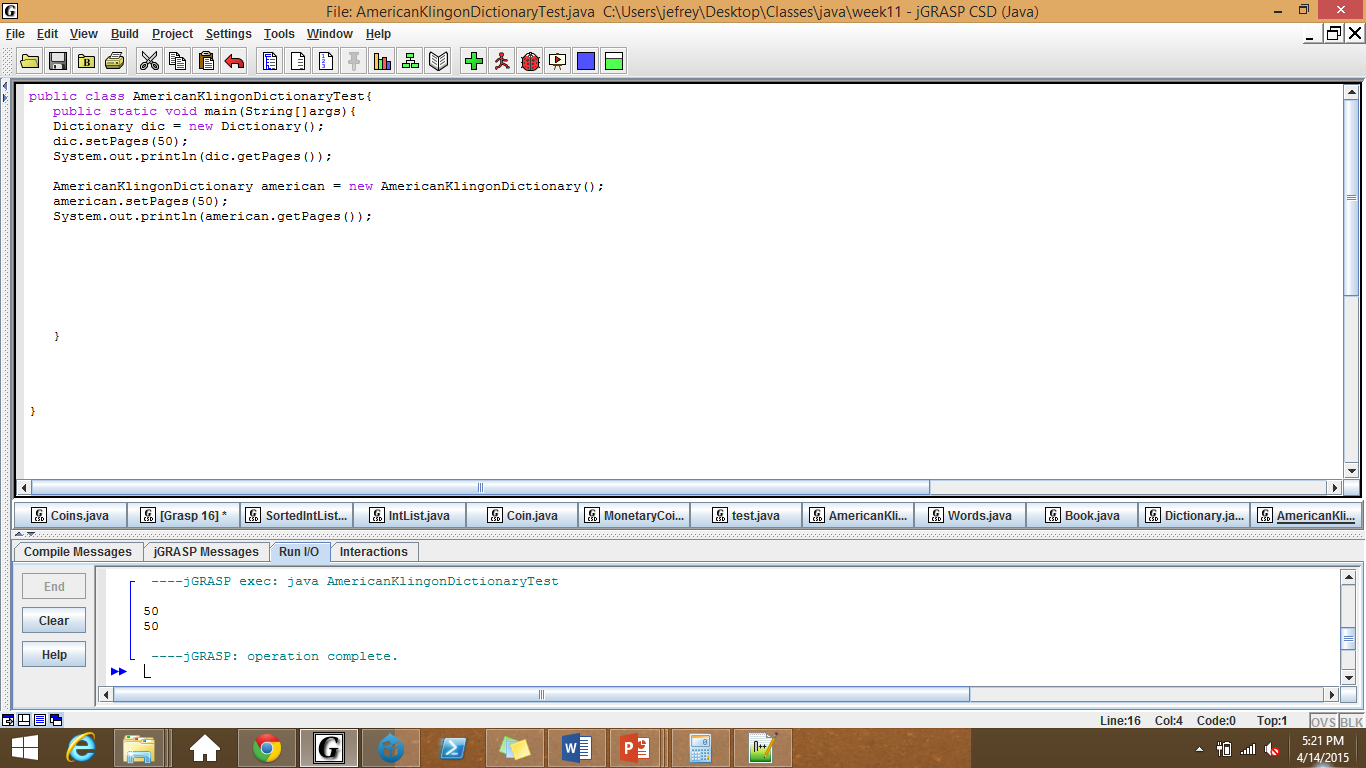 File: AmericanKlingonDictionaryTest.java  C:\Users\jefrey\Desktop\Classes\java\week11 - jGRASP CSD (Java)
File Edit View Build Project Settings Tools Window Help
public class AmericanKlingonDictionaryTest{
   public static void main(String[]args){
   Dictionary dic = new Dictionary();
   dic.setPages(50);
   System.out.println(dic.getPages());
   AmericanKlingonDictionary american = new AmericanKlingonDictionary();
   american.setPages(50);
   System.out.println(american.getPages());
   }
}
Coins.java [Grasp 16] * SortedIntList... IntList.java Coin.java MonetaryCoi... test.java AmericanKli... Words.java Book.java Dictionary.ja... AmericanKli...
Compile Messages jGRASP Messages Run I/O Interactions
End
Clear
Help
----jGRASP exec: java AmericanKlingonDictionaryTest
50
50
----jGRASP: operation complete.
Line:16 Col:4 Code:0 Top:1 OVS BLK
5:21 PM
4/14/2015